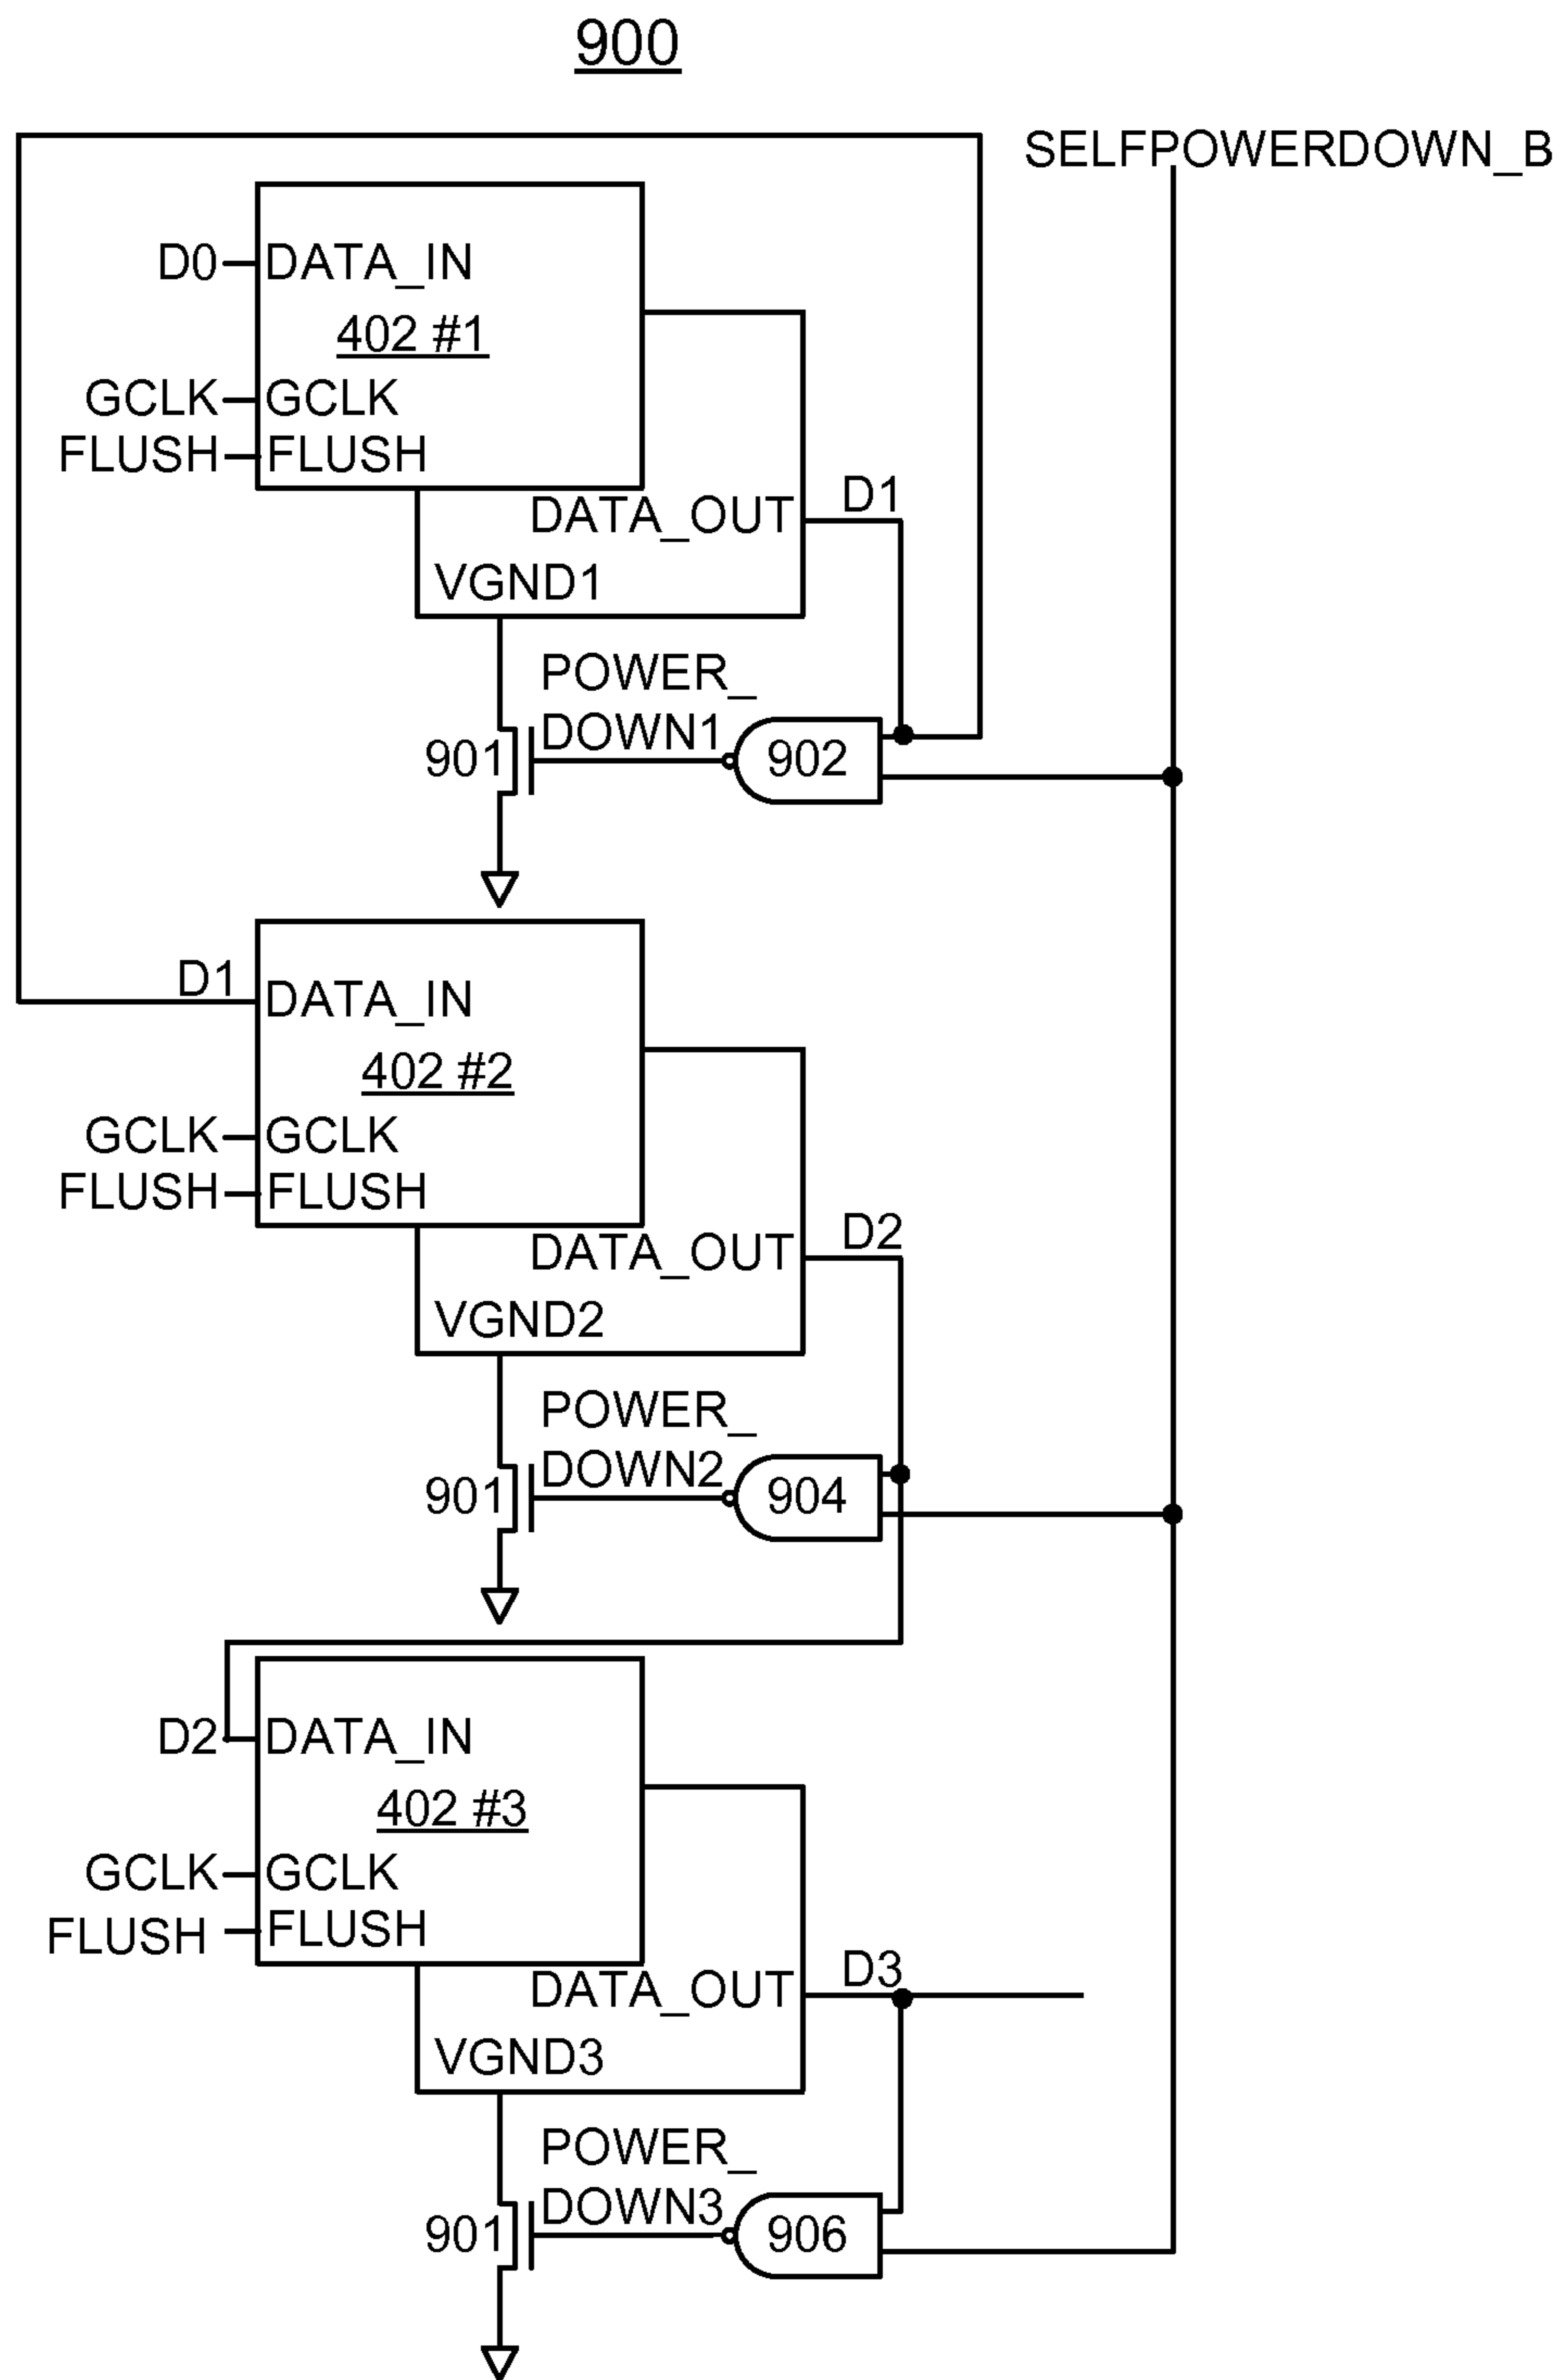 900
SELFPOWERDOWN_B
D0
DATA_IN
402 #1
GCLK
GCLK
FLUSH
FLUSH
DATA_OUT
D1
VGND1
POWER_
DOWN1
901
902
D1
DATA_IN
402 #2
GCLK
GCLK
FLUSH
FLUSH
DATA_OUT
D2
VGND2
POWER_
DOWN2
901
904
D2
DATA_IN
402 #3
GCLK
GCLK
FLUSH
FLUSH
DATA_OUT
D3
VGND3
POWER_
DOWN3
901
906